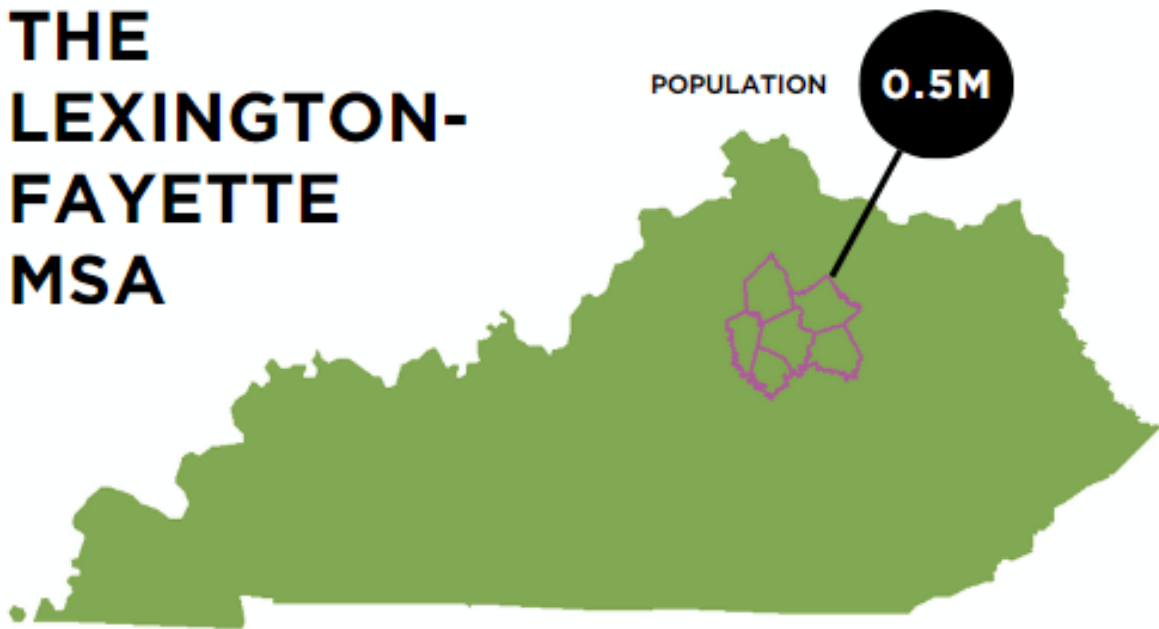 THE
LEXINGTON-
FAYETTE
MSA
POPULATION
0.5M